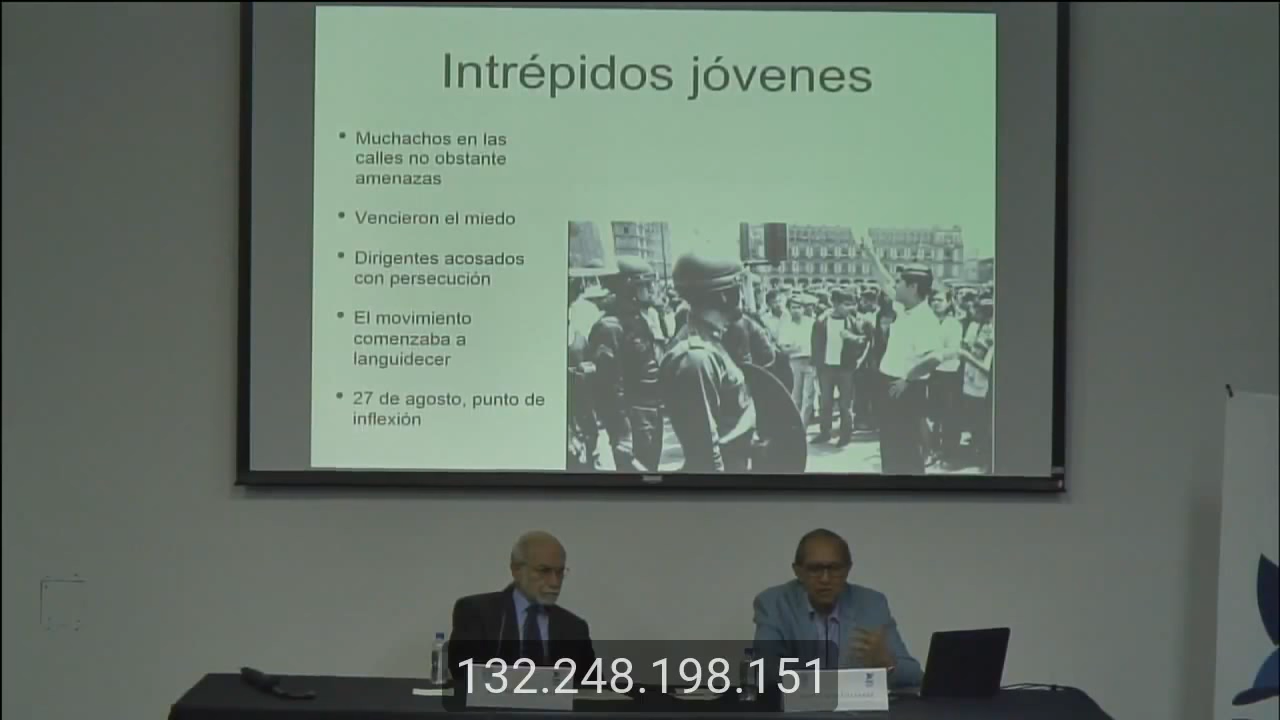 Intrépidos jóvenes
• Muchachos en las
calles no obstante
amenazas
• Vencieron el miedo
• Dirigentes acosados
con persecución
• El movimiento
comenzaba a
languidecer
• 27 de agosto, punto de
inflexión
132.248.198.151